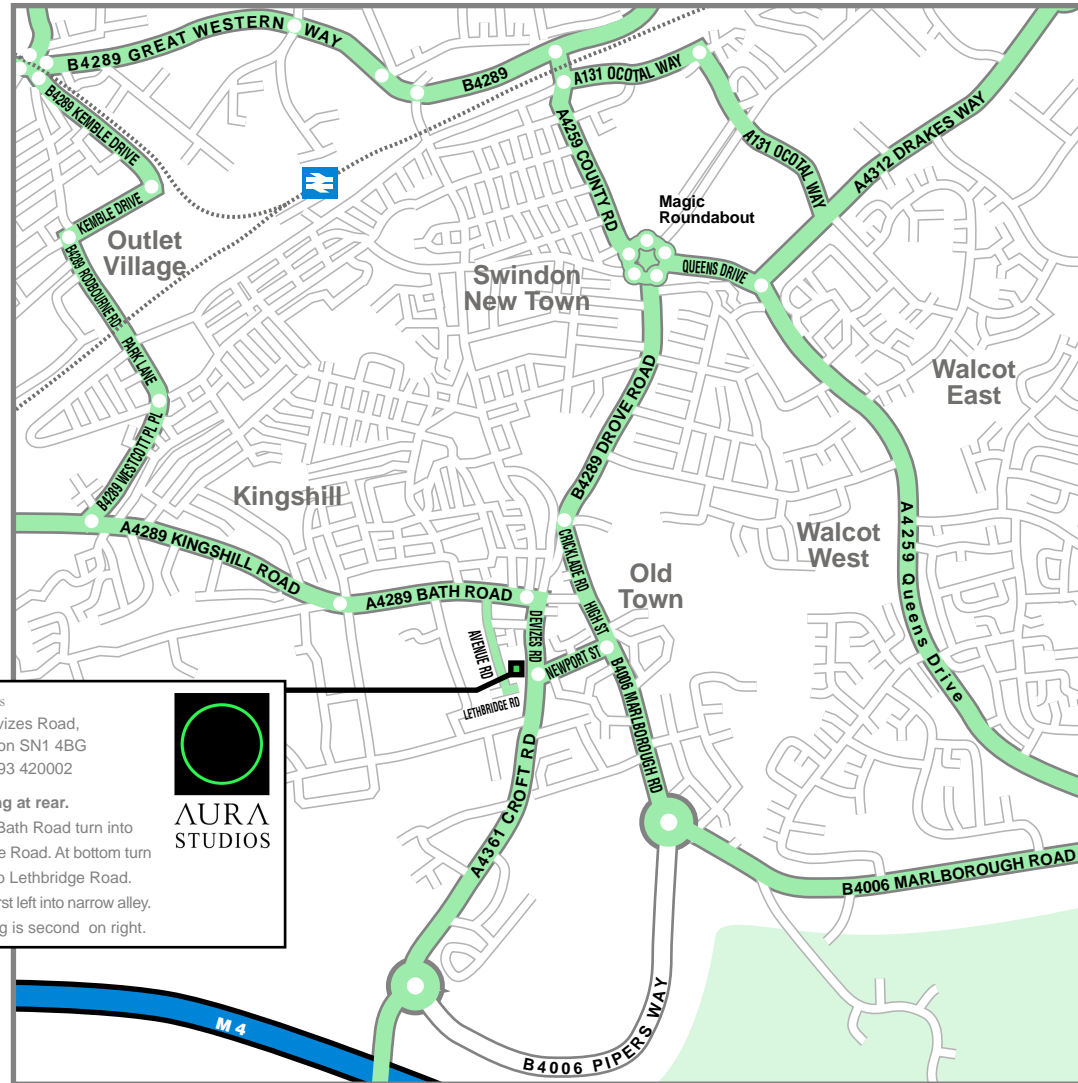 B4289 GREAT WESTERN WAY
B4289
A131 OCOTAL WAY
B4289 KEMBLE DRIVE
A4259 COUNTY RD
A131 OCOTAL WAY
A4312 DRAKES WAY
KEMBLE DRIVE
Magic
Roundabout
Outlet
Village
B4289 RODBOURNE RD
QUEENS DRIVE
Swindon
New Town
PARK LANE
Walcot
East
B4289 WESTCOTT PL PL
B4289 DROVE ROAD
Kingshill
A4289 KINGSHILL ROAD
CRICKLADE RD
Walcot
West
A4259 Queens Drive
Old
Town
A4289 BATH ROAD
HIGH ST
AVENUE RD
DEVIZES RD
NEWPORT ST
B4006 MARLBOROUGH RD
LETHBRIDGE RD
s
vizes Road,
on SN1 4BG
93 420002
ng at rear.
Bath Road turn into
e Road. At bottom turn
o Lethbridge Road.
rst left into narrow alley.
g is second on right.
AURA
STUDIOS
A4361 CROFT RD
B4006 MARLBOROUGH ROAD
M4
B4006 PIPERS WAY